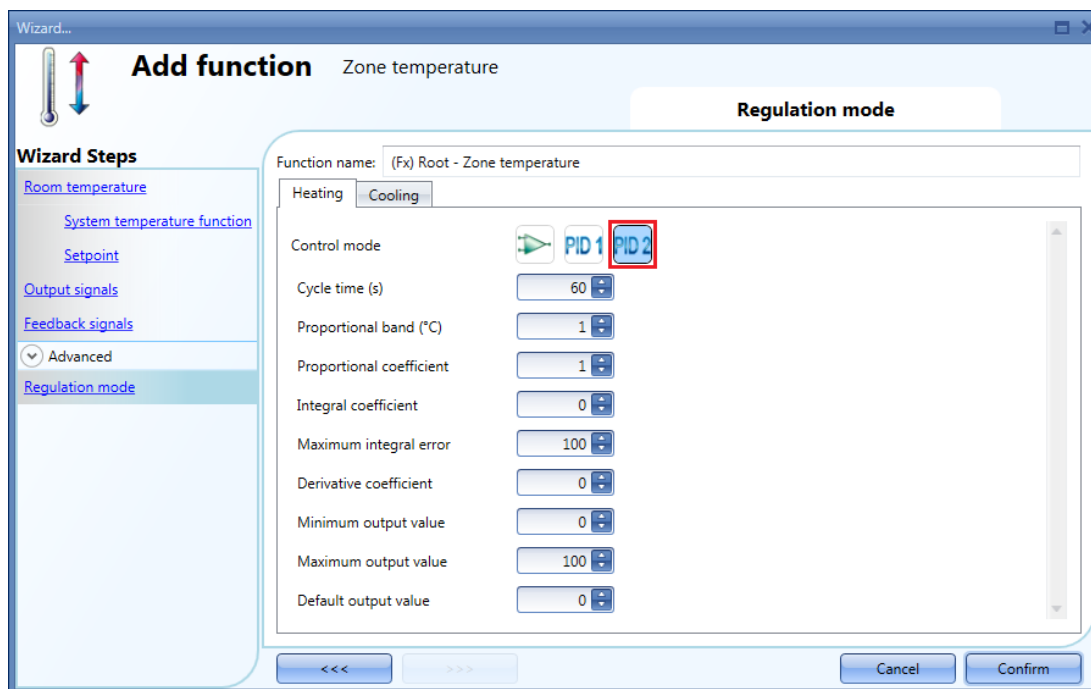 Wizard...
Add function Zone temperature
Regulation mode
Wizard Steps
Room temperature
System temperature function
Setpoint
Output signals
Feedback signals
Advanced
Regulation mode
Function name: (Fx) Root - Zone temperature
Heating Cooling
Control mode PID 1 PID 2
Cycle time (s) 60
Proportional band (°C) 1
Proportional coefficient 1
Integral coefficient 0
Maximum integral error 100
Derivative coefficient 0
Minimum output value 0
Maximum output value 100
Default output value 0
<<< >>> Cancel Confirm